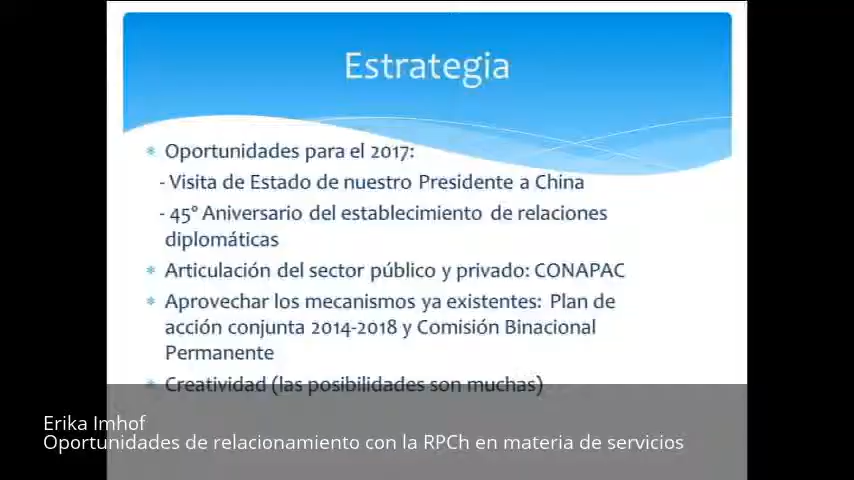 Estrategia
* Oportunidades para el 2017:
- Visita de Estado de nuestro Presidente a China
- 45º Aniversario del establecimiento de relaciones
diplomáticas
* Articulación del sector público y privado: CONAPAC
* Aprovechar los mecanismos ya existentes: Plan de
acción conjunta 2014-2018 y Comisión Binacional
Permanente
* Creatividad (las posibilidades son muchas)
Erika Imhof
Oportunidades de relacionamiento con la RPCh en materia de servicios